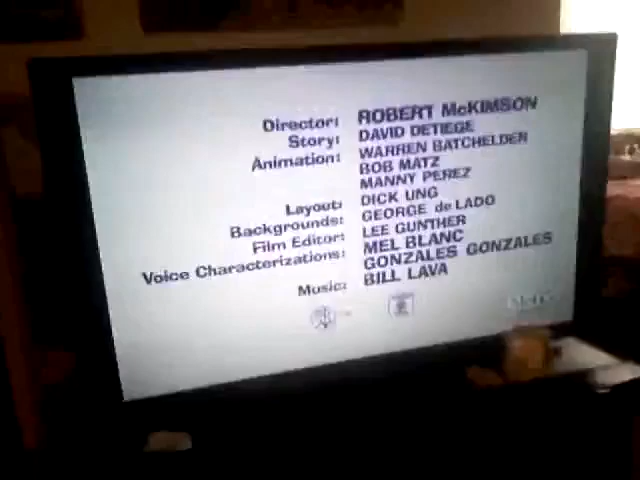 Director: ROBERT McKIMSON
Story: DAVID DETIEGE
Animation: WARREN BATCHELDER
BOB MATZ
MANNY PEREZ
Layout: DICK UNG
Backgrounds: GEORGE de LADO
Film Editor: LEE GUNTHER
Voice Characterizations: MEL BLANC
GONZALES GONZALES
Music: BILL LAVA